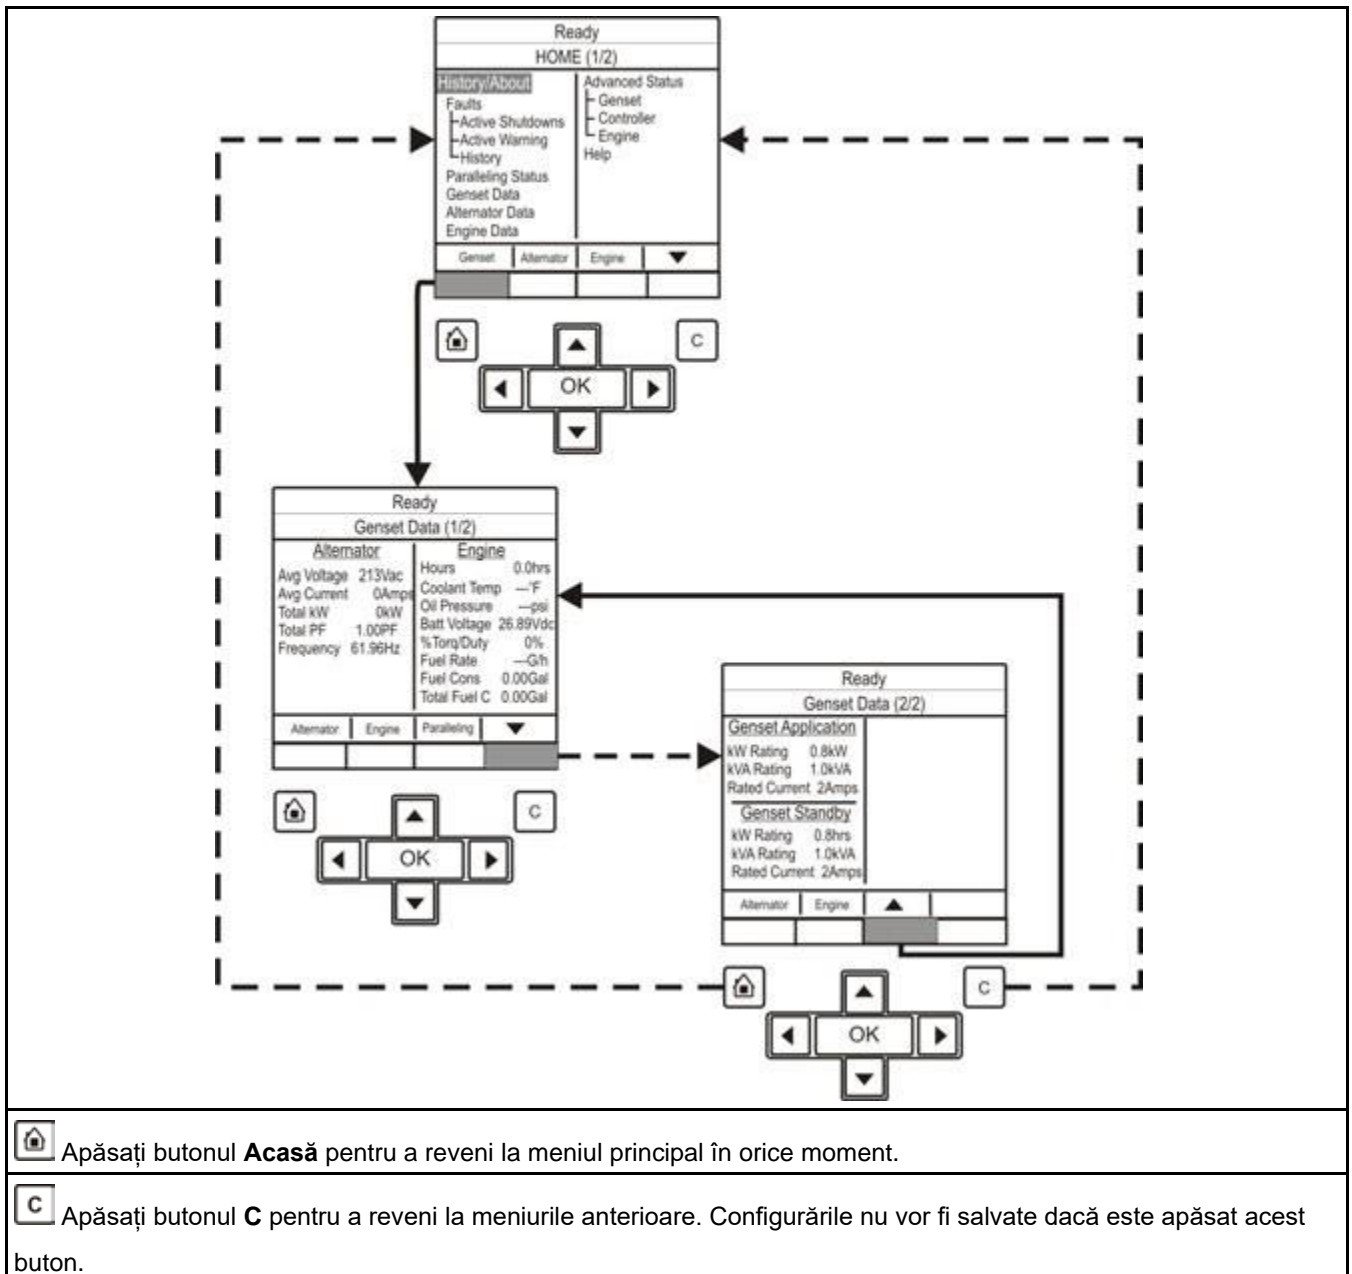 Ready
HOME (1/2)
History/About
Faults
Active Shutdowns
Active Warning
History
Paralleling Status
Genset Data
Alternator Data
Engine Data
Advanced Status
Genset
Controller
Engine
Help
Genset Alternator Engine ▼
C
OK
Ready
Genset Data (1/2)
Alternator
Avg Voltage 213Vac
Avg Current 0Amps
Total kW 0kW
Total PF 1.00PF
Frequency 61.96Hz
Engine
Hours 0.0hrs
Coolant Temp ---°F
Oil Pressure ---psi
Batt Voltage 26.89Vdc
%Torq/Duty 0%
Fuel Rate ---G/h
Fuel Cons 0.00Gal
Total Fuel C 0.00Gal
Alternator Engine Paralleling ▼
C
OK
Ready
Genset Data (2/2)
Genset Application
kW Rating 0.8kW
kVA Rating 1.0kVA
Rated Current 2Amps
Genset Standby
kW Rating 0.8hrs
kVA Rating 1.0kVA
Rated Current 2Amps
Alternator Engine ▲
C
OK
Apăsați butonul Acasă pentru a reveni la meniul principal în orice moment.
C Apăsați butonul C pentru a reveni la meniurile anterioare. Configurările nu vor fi salvate dacă este apăsat acest
buton.